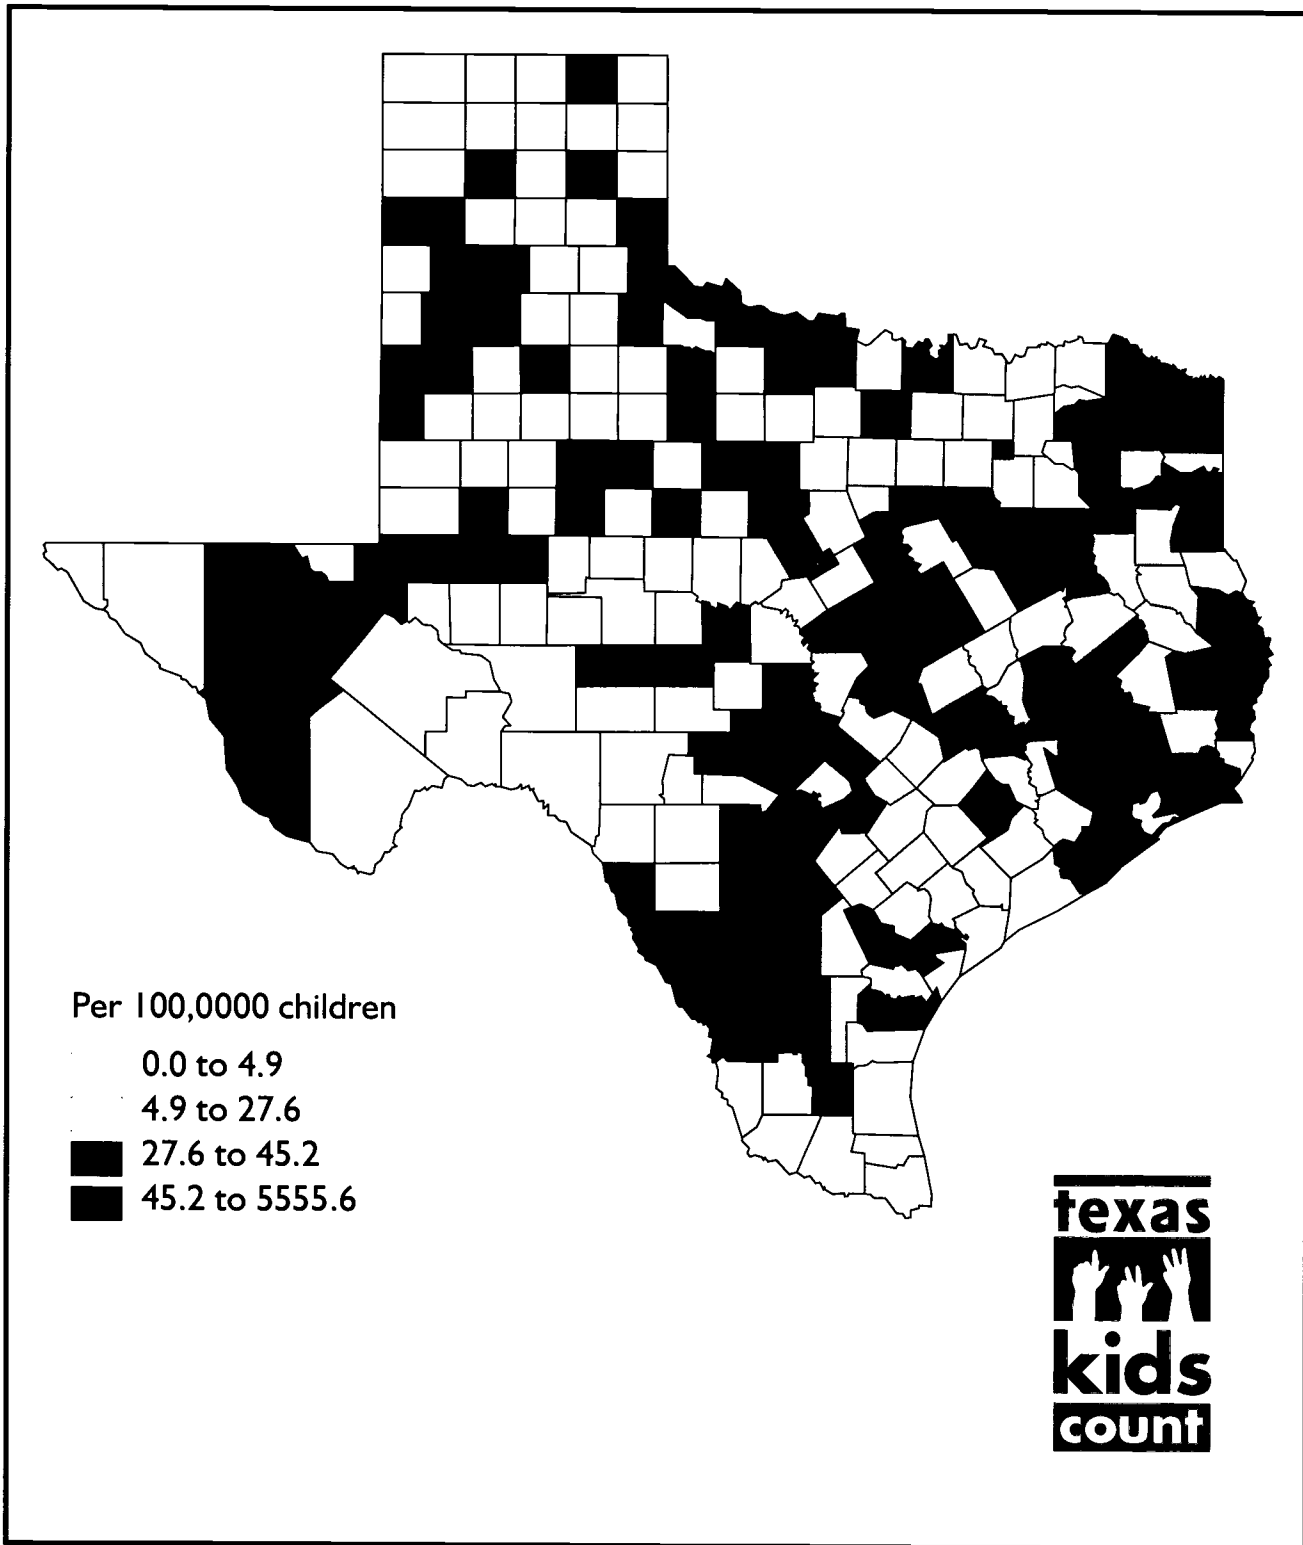 Per 100,0000 children
0.0 to 4.9
4.9 to 27.6
27.6 to 45.2
45.2 to 5555.6
texas
kids
count